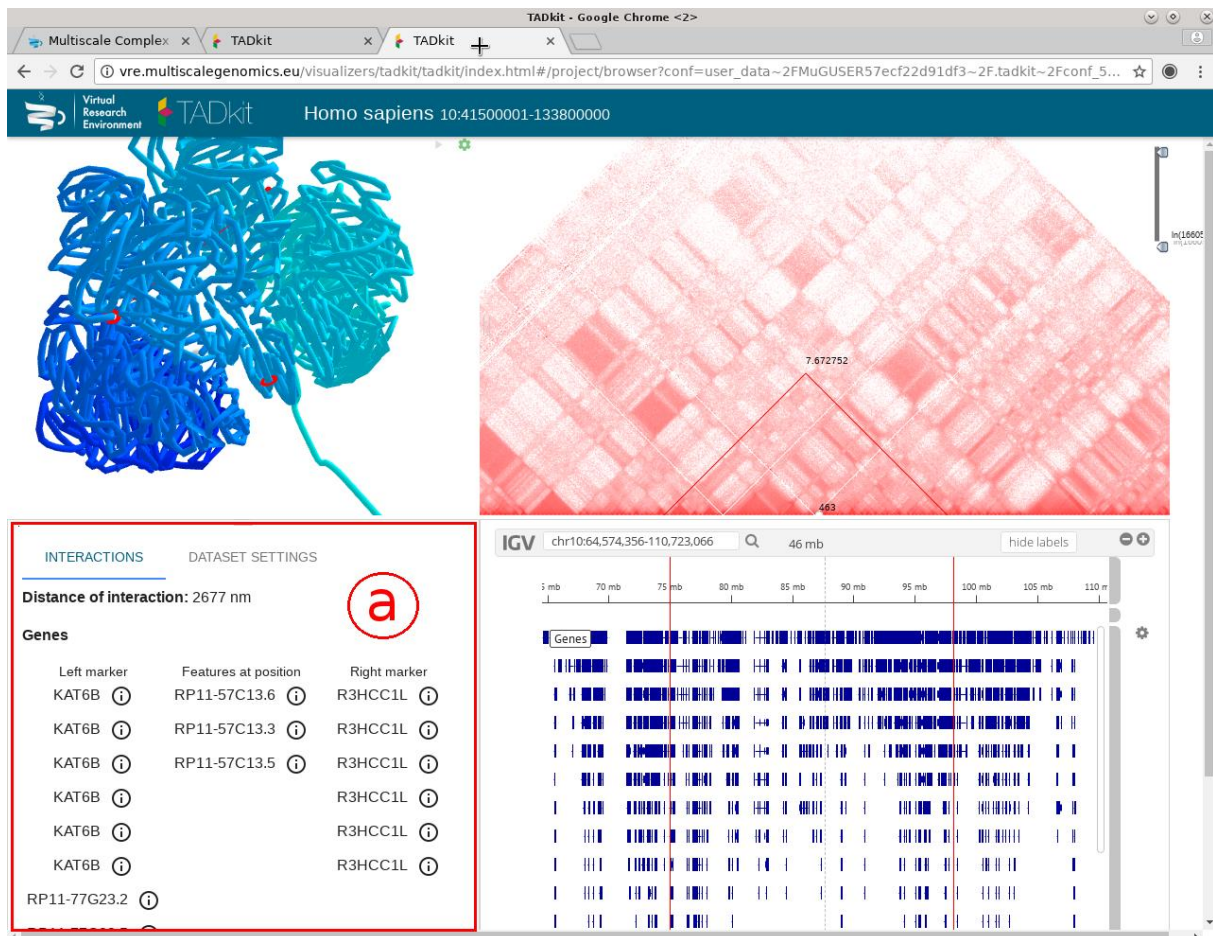 TADkit - Google Chrome <2>
Multiscale Complex x TADkit x TADkit x
vre.multiscalegenomics.eu/visualizers/tadkit/tadkit/index.html#/project/browser?conf=user_data~2FMuGUSER57ecf22d91df3~2F.tadkit~2Fconf_5...
Virtual
Research
Environment
TADkit
Homo sapiens 10:41500001-133800000
ln(16605
7.672752
463
INTERACTIONS DATASET SETTINGS
Distance of interaction: 2677 nm
a
Genes
Left marker Features at position Right marker
KAT6B RP11-57C13.6 R3HCC1L
KAT6B RP11-57C13.3 R3HCC1L
KAT6B RP11-57C13.5 R3HCC1L
KAT6B R3HCC1L
KAT6B R3HCC1L
KAT6B R3HCC1L
RP11-77G23.2
IGV chr10:64,574,356-110,723,066 46 mb hide labels
mb 70 mb 75 mb 80 mb 85 mb 90 mb 95 mb 100 mb 105 mb 110 m
Genes